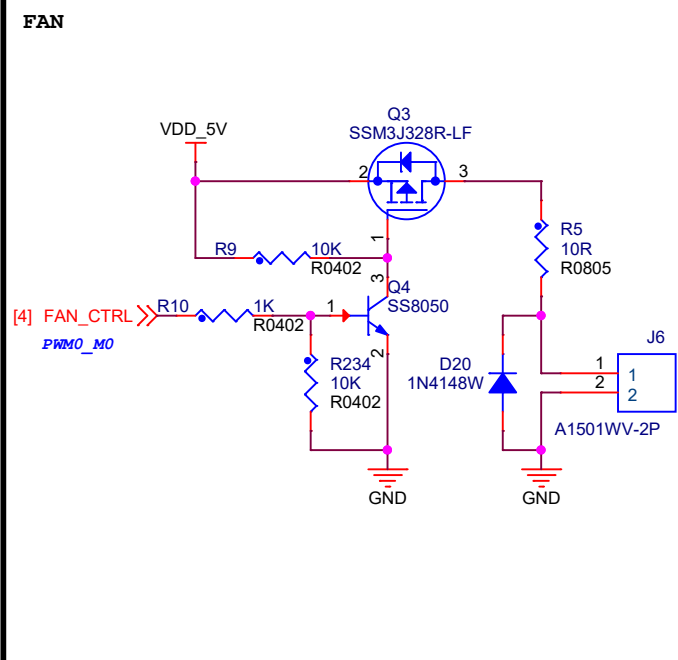 FAN
Q3
SSM3J328R-LF
VDD_5V
2
3
1
R9
10K
R0402
R5
10R
R0805
3
Q4
SS8050
[4] FAN_CTRL
R10
1K
R0402
1
PWM0_M0
2
R234
10K
R0402
D20
1N4148W
J6
1
1
2
2
A1501WV-2P
GND
GND